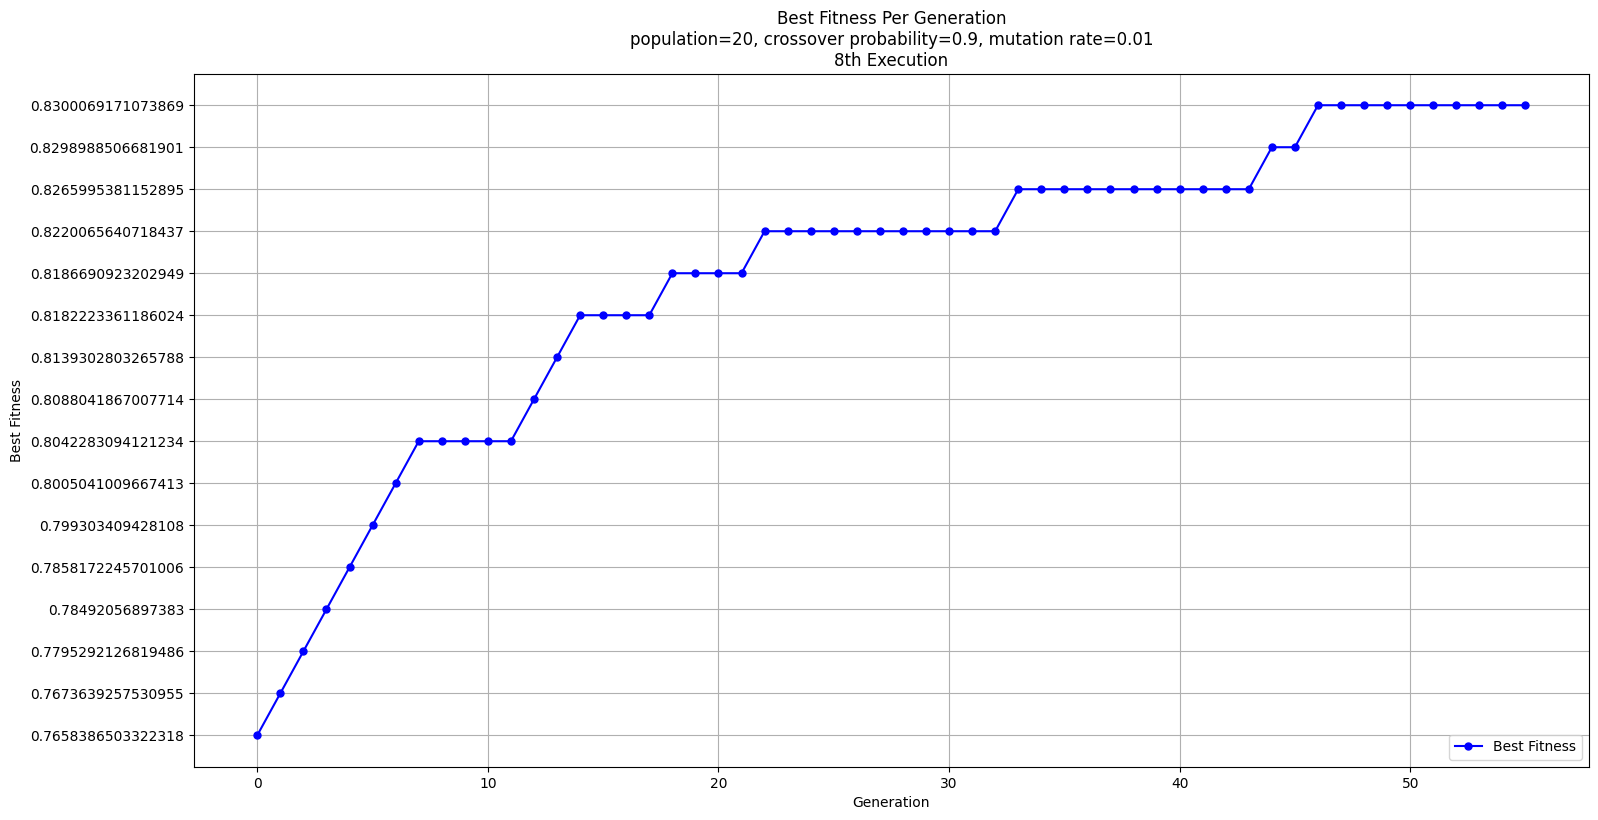 Best Fitness Per Generation
population=20, crossover probability=0.9, mutation rate=0.01
8th Execution
0.8300069171073869
0.8298988506681901
0.8265995381152895
0.8220065640718437
0.8186690923202949
0.8182223361186024
0.8139302803265788
0.8088041867007714
0.8042283094121234
0.8005041009667413
0.799303409428108
0.7858172245701006
0.78492056897383
0.7795292126819486
0.7673639257530955
0.7658386503322318
Best Fitness
Best Fitness
0 10 20 30 40 50
Generation